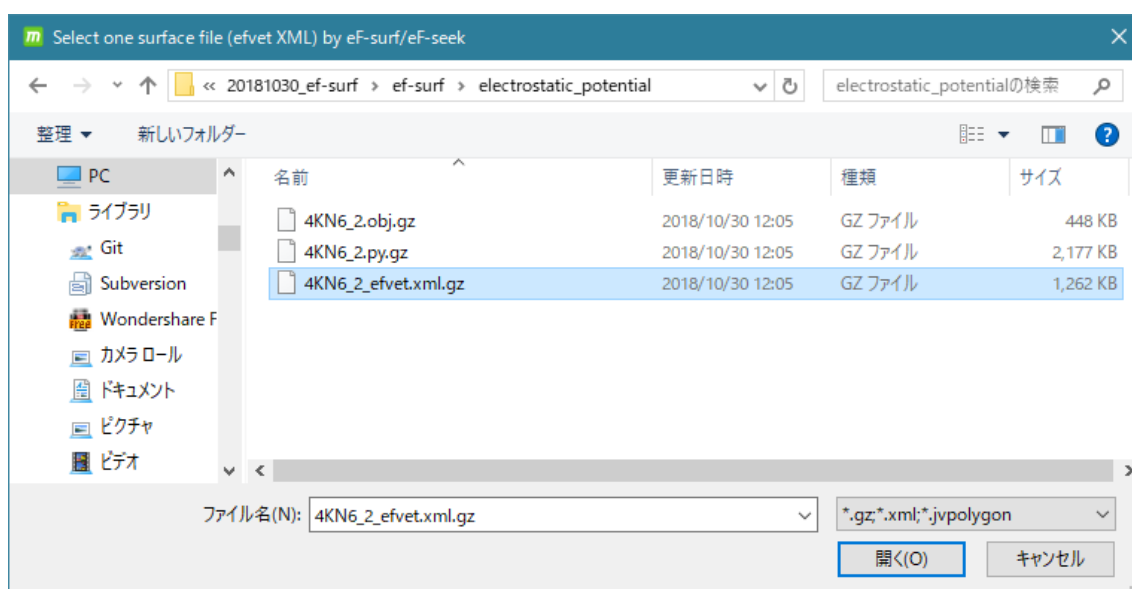 Select one surface file (efvet XML) by eF-surf/eF-seek
« 20181030_ef-surf › ef-surf › electrostatic_potential
electrostatic_potentialの検索
整理
新しいフォルダー
名前 更新日時 種類 サイズ
4KN6_2.obj.gz 2018/10/30 12:05 GZ ファイル 448 KB
4KN6_2.py.gz 2018/10/30 12:05 GZ ファイル 2,177 KB
4KN6_2_efvet.xml.gz 2018/10/30 12:05 GZ ファイル 1,262 KB
PC
ライブラリ
Git
Subversion
Wondershare F
カメラ ロール
ドキュメント
ピクチャ
ビデオ
ファイル名(N): 4KN6_2_efvet.xml.gz
*.gz;*.xml;*.jvpolygon
開く(O) キャンセル